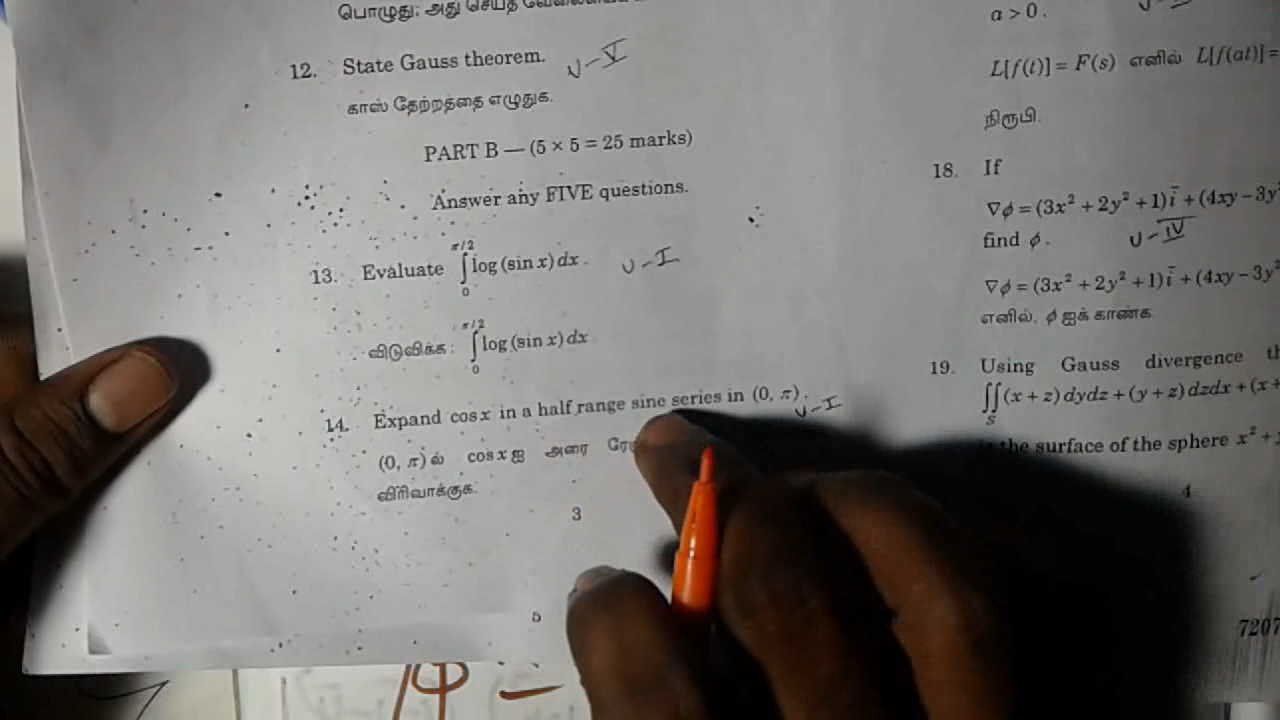 பொழுது; அது செய்த
12. State Gauss theorem. U-V
காஸ் தேற்றத்தை எழுதுக.
PART B — (5 × 5 = 25 marks)
Answer any FIVE questions.
13. Evaluate ∫₀^{π/2} log (sin x) dx. U-I
விடுவிக்க : ∫₀^{π/2} log (sin x) dx
14. Expand cos x in a half range sine series in (0, π). U-I
(0, π) ல் cos x ஐ அரை
விரிவாக்குக.
3
5
a > 0.
L[f(t)] = F(s) எனில் L[f(at)] =
நிரூபி.
18. If
∇φ = (3x² + 2y² + 1) i̅ + (4xy – 3y
find φ. U-IV
∇φ = (3x² + 2y² + 1) i̅ + (4xy – 3y
எனில், φ ஐக் காண்க.
19. Using Gauss divergence
∬_S (x + z) dydz + (y + z) dzdx + (x +
the surface of the sphere x² +
4
7207